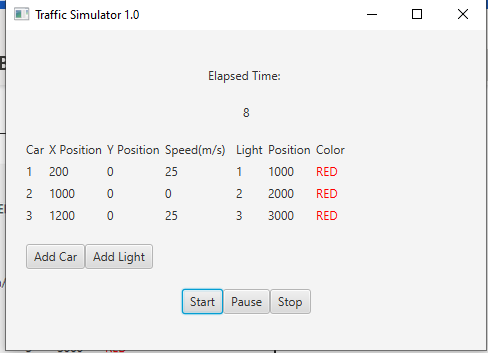 Traffic Simulator 1.0
Elapsed Time:
8
Car X Position Y Position Speed(m/s) Light Position Color
1 200 0 25 1 1000 RED
2 1000 0 0 2 2000 RED
3 1200 0 25 3 3000 RED
Add Car Add Light
Start Pause Stop